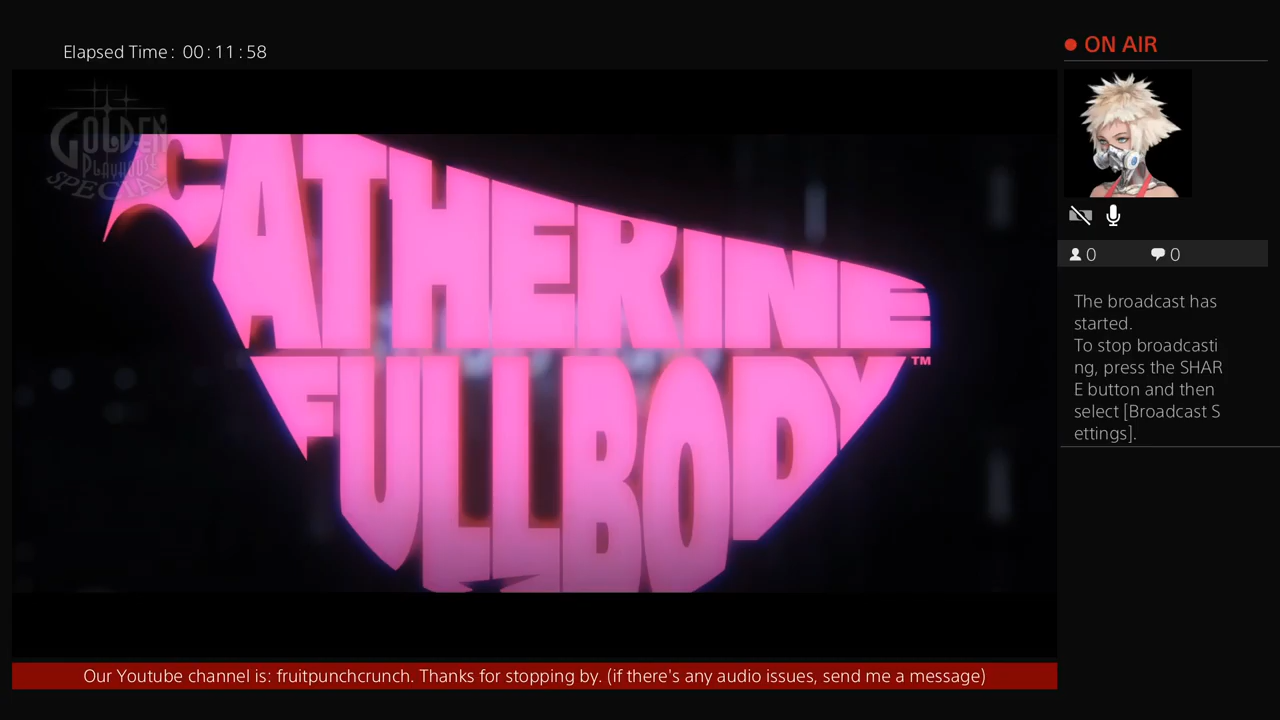 Elapsed Time: 00:11:58
ON AIR
GOLDEN
PLAYHOUSE
SPECIAL
CATHERINE
FULLBODY™
0 0
The broadcast has
started.
To stop broadcasti
ng, press the SHAR
E button and then
select [Broadcast S
ettings].
Our Youtube channel is: fruitpunchcrunch. Thanks for stopping by. (if there's any audio issues, send me a message)